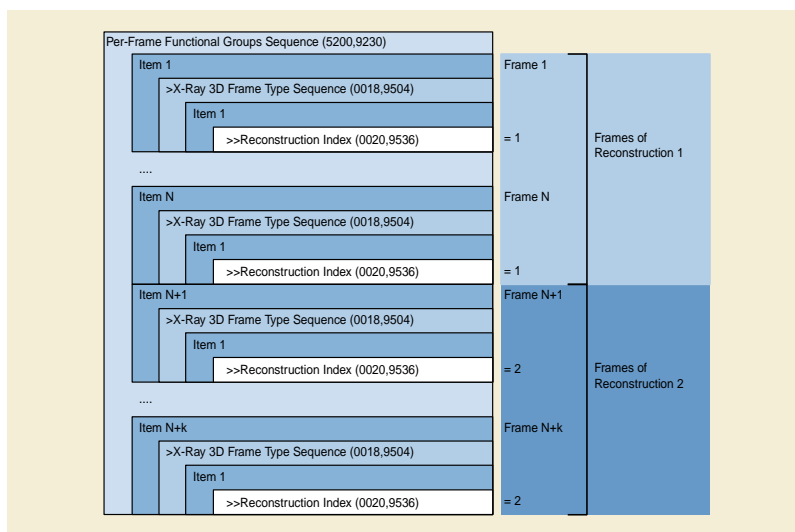 Per-Frame Functional Groups Sequence (5200,9230)
Item 1
Frame 1
>X-Ray 3D Frame Type Sequence (0018,9504)
Item 1
>>Reconstruction Index (0020,9536)
= 1
Frames of
Reconstruction 1
....
Item N
Frame N
>X-Ray 3D Frame Type Sequence (0018,9504)
Item 1
>>Reconstruction Index (0020,9536)
= 1
Item N+1
Frame N+1
>X-Ray 3D Frame Type Sequence (0018,9504)
Item 1
>>Reconstruction Index (0020,9536)
= 2
Frames of
Reconstruction 2
....
Item N+k
Frame N+k
>X-Ray 3D Frame Type Sequence (0018,9504)
Item 1
>>Reconstruction Index (0020,9536)
= 2